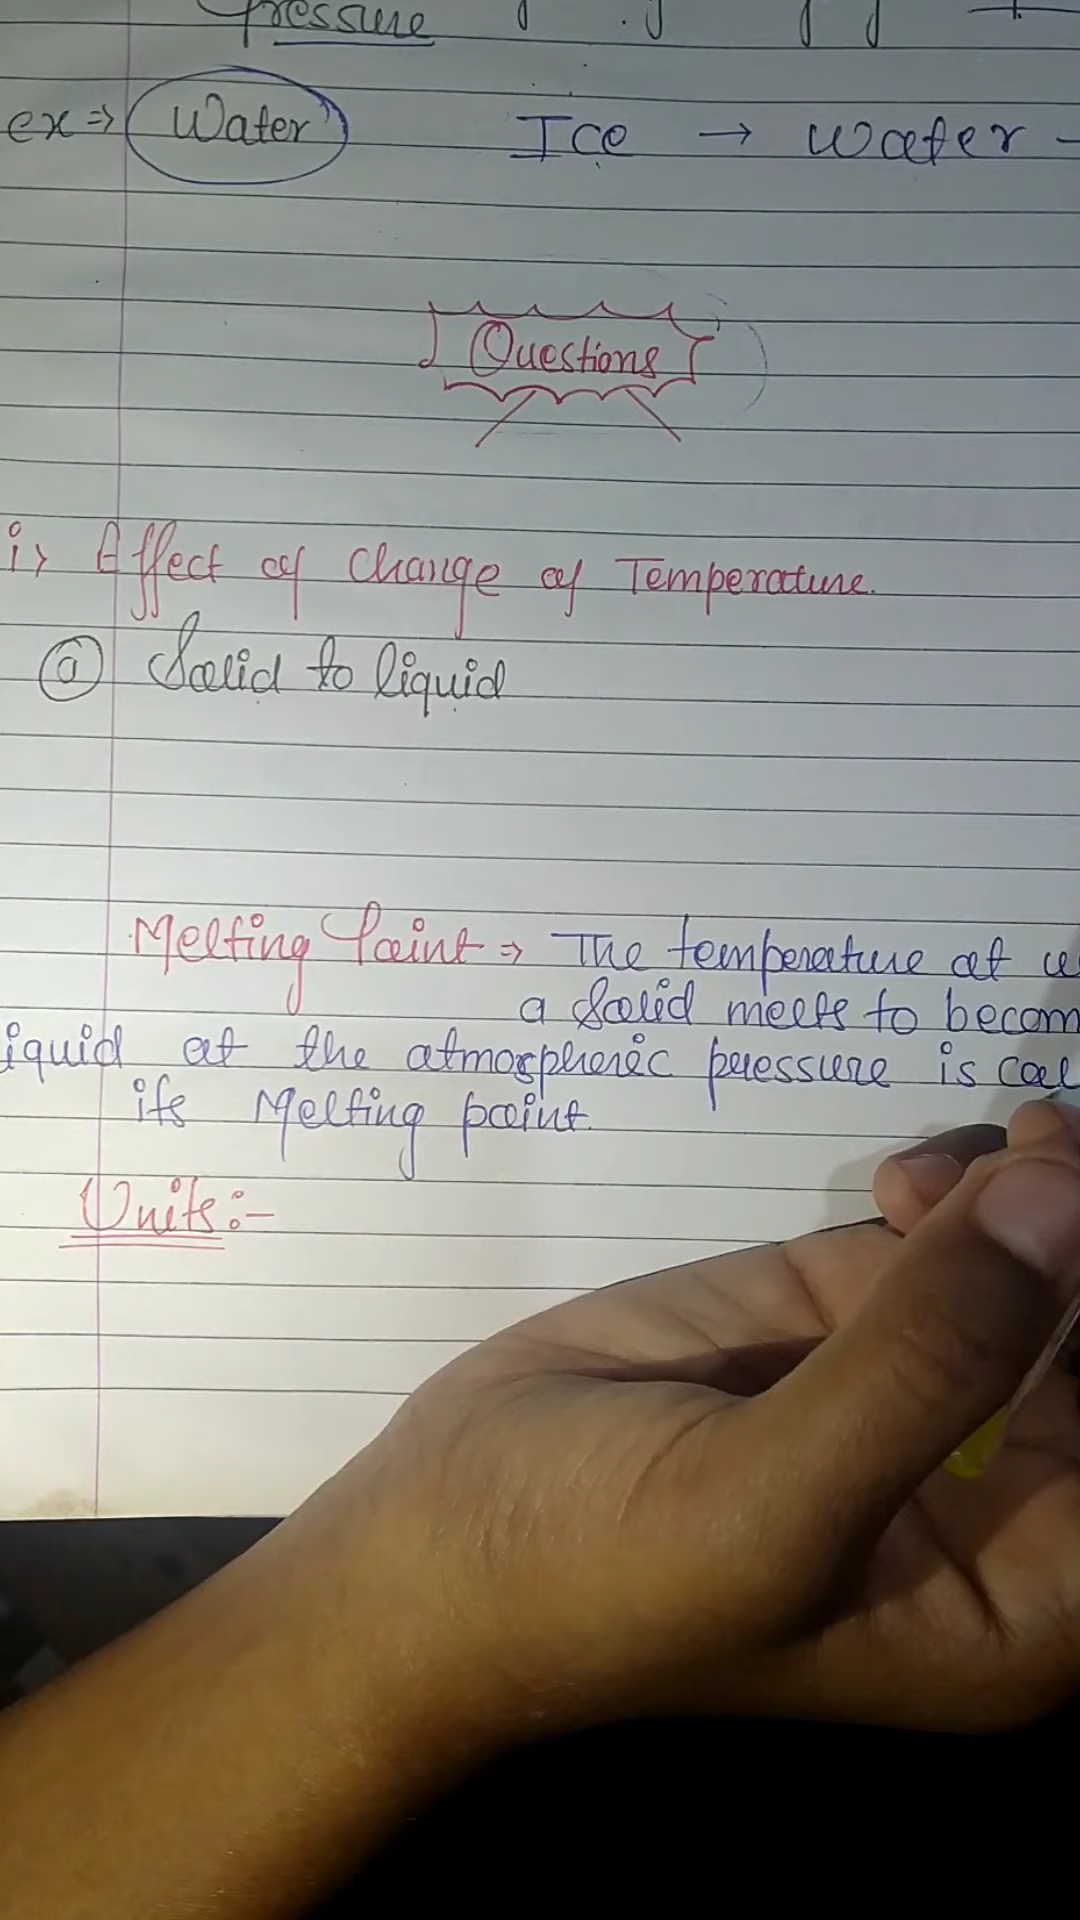 Pressure
ex => Water Ice → water -
Questions
i> Effect of Change of Temperature.
(a) Solid to liquid
Melting Point => The temperature at w
a solid melts to becom
iquid at the atmospheric pressure is cal
its Melting point.
Units:-